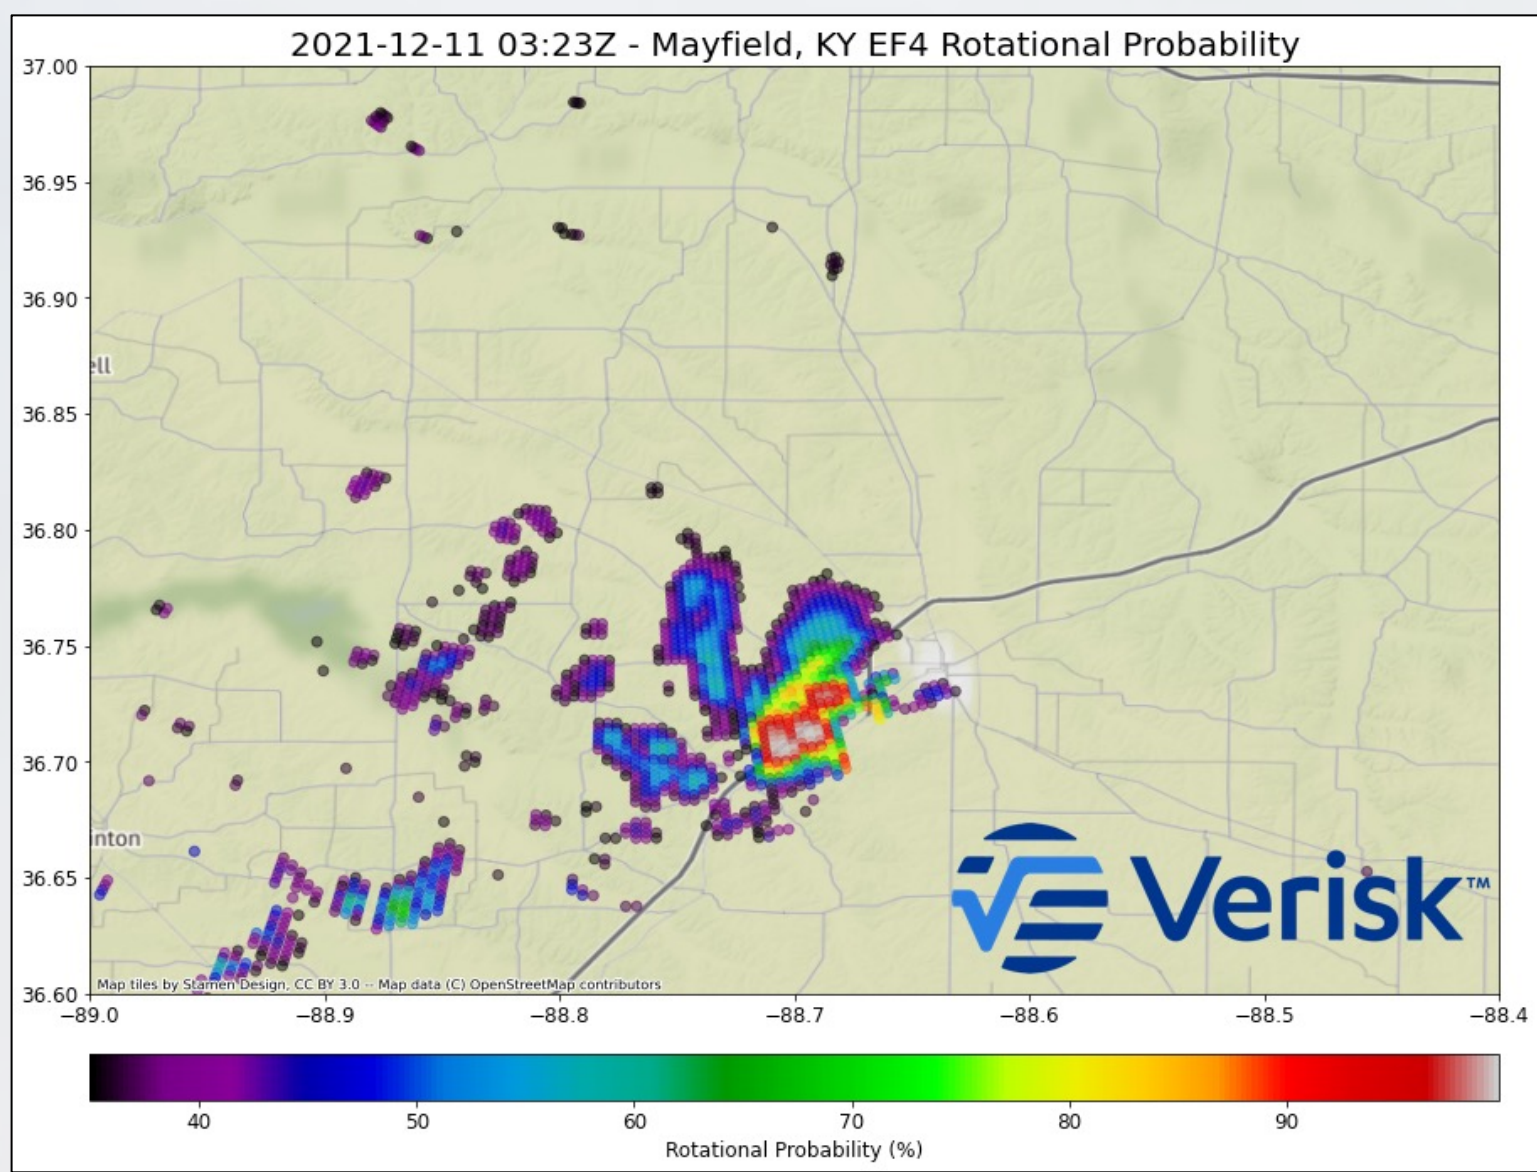 2021-12-11 03:23Z - Mayfield, KY EF4 Rotational Probability
37.00
36.95
36.90
ell
36.85
36.80
36.75
36.70
inton
Verisk™
36.65
Map tiles by Stamen Design, CC BY 3.0 -- Map data (C) OpenStreetMap contributors
36.60
−89.0 −88.9 −88.8 −88.7 −88.6 −88.5 −88.4
40 50 60 70 80 90
Rotational Probability (%)